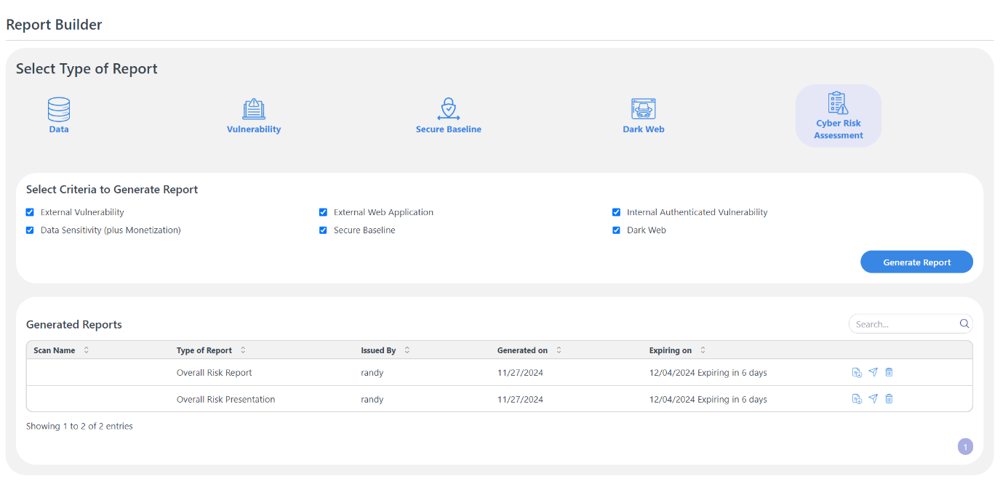 Report Builder
Select Type of Report
Data
Vulnerability
Secure Baseline
Dark Web
Cyber Risk
Assessment
Select Criteria to Generate Report
External Vulnerability
External Web Application
Internal Authenticated Vulnerability
Data Sensitivity (plus Monetization)
Secure Baseline
Dark Web
Generate Report
Generated Reports
Search...
Scan Name Type of Report Issued By Generated on Expiring on
Overall Risk Report randy 11/27/2024 12/04/2024 Expiring in 6 days
Overall Risk Presentation randy 11/27/2024 12/04/2024 Expiring in 6 days
Showing 1 to 2 of 2 entries
1